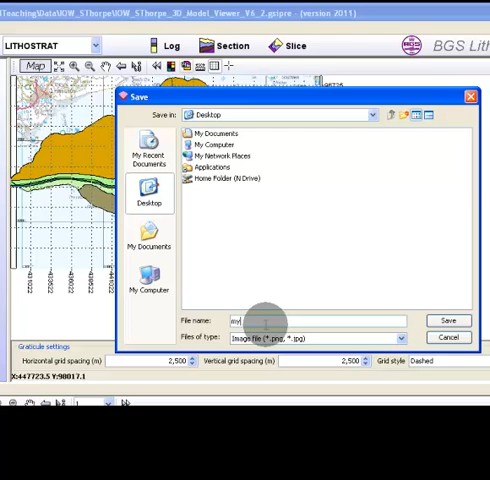 \Teaching\Data\IOW_SThorpe\IOW_SThorpe_3D_Model_Viewer_V6_2.gsipre - (version 2011)
LITHOSTRAT
Log
Section
Slice
BGS Lith
Map
Save
Save in:
Desktop
My Recent Documents
Desktop
My Documents
My Computer
My Documents
My Computer
My Network Places
Applications
Home Folder (N Drive)
File name:
my
Save
Files of type:
Image file (*.png, *.jpg)
Cancel
Graticule settings
Horizontal grid spacing (m)
2,500
Vertical grid spacing (m)
2,500
Grid style
Dashed
X:447723.5 Y:98017.1
1